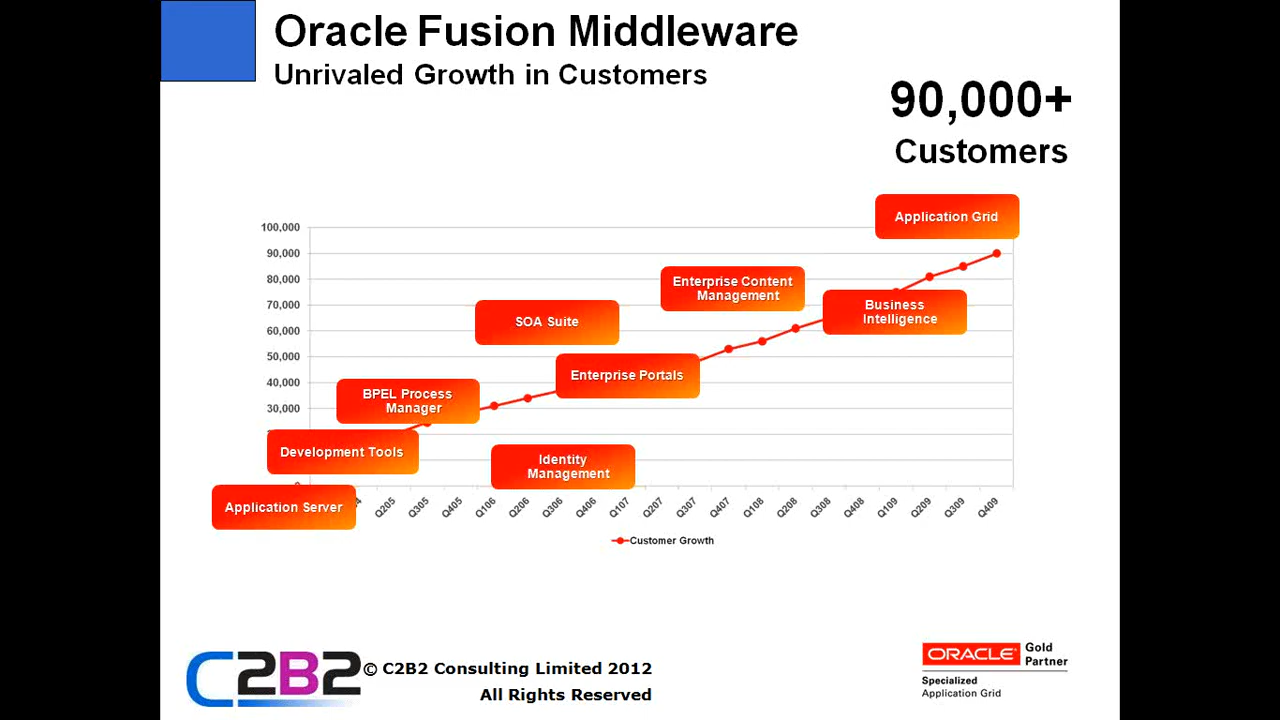 Oracle Fusion Middleware
Unrivaled Growth in Customers
90,000+
Customers
Application Grid
100,000
90,000
80,000
70,000
60,000
50,000
40,000
30,000
Enterprise Content
Management
Business
Intelligence
SOA Suite
Enterprise Portals
BPEL Process
Manager
Development Tools
Identity
Management
Application Server
Q205
Q305
Q405
Q106
Q206
Q306
Q406
Q107
Q207
Q307
Q407
Q108
Q208
Q308
Q408
Q109
Q209
Q309
Q409
Customer Growth
C2B2
© C2B2 Consulting Limited 2012
All Rights Reserved
ORACLE
Gold
Partner
Specialized
Application Grid